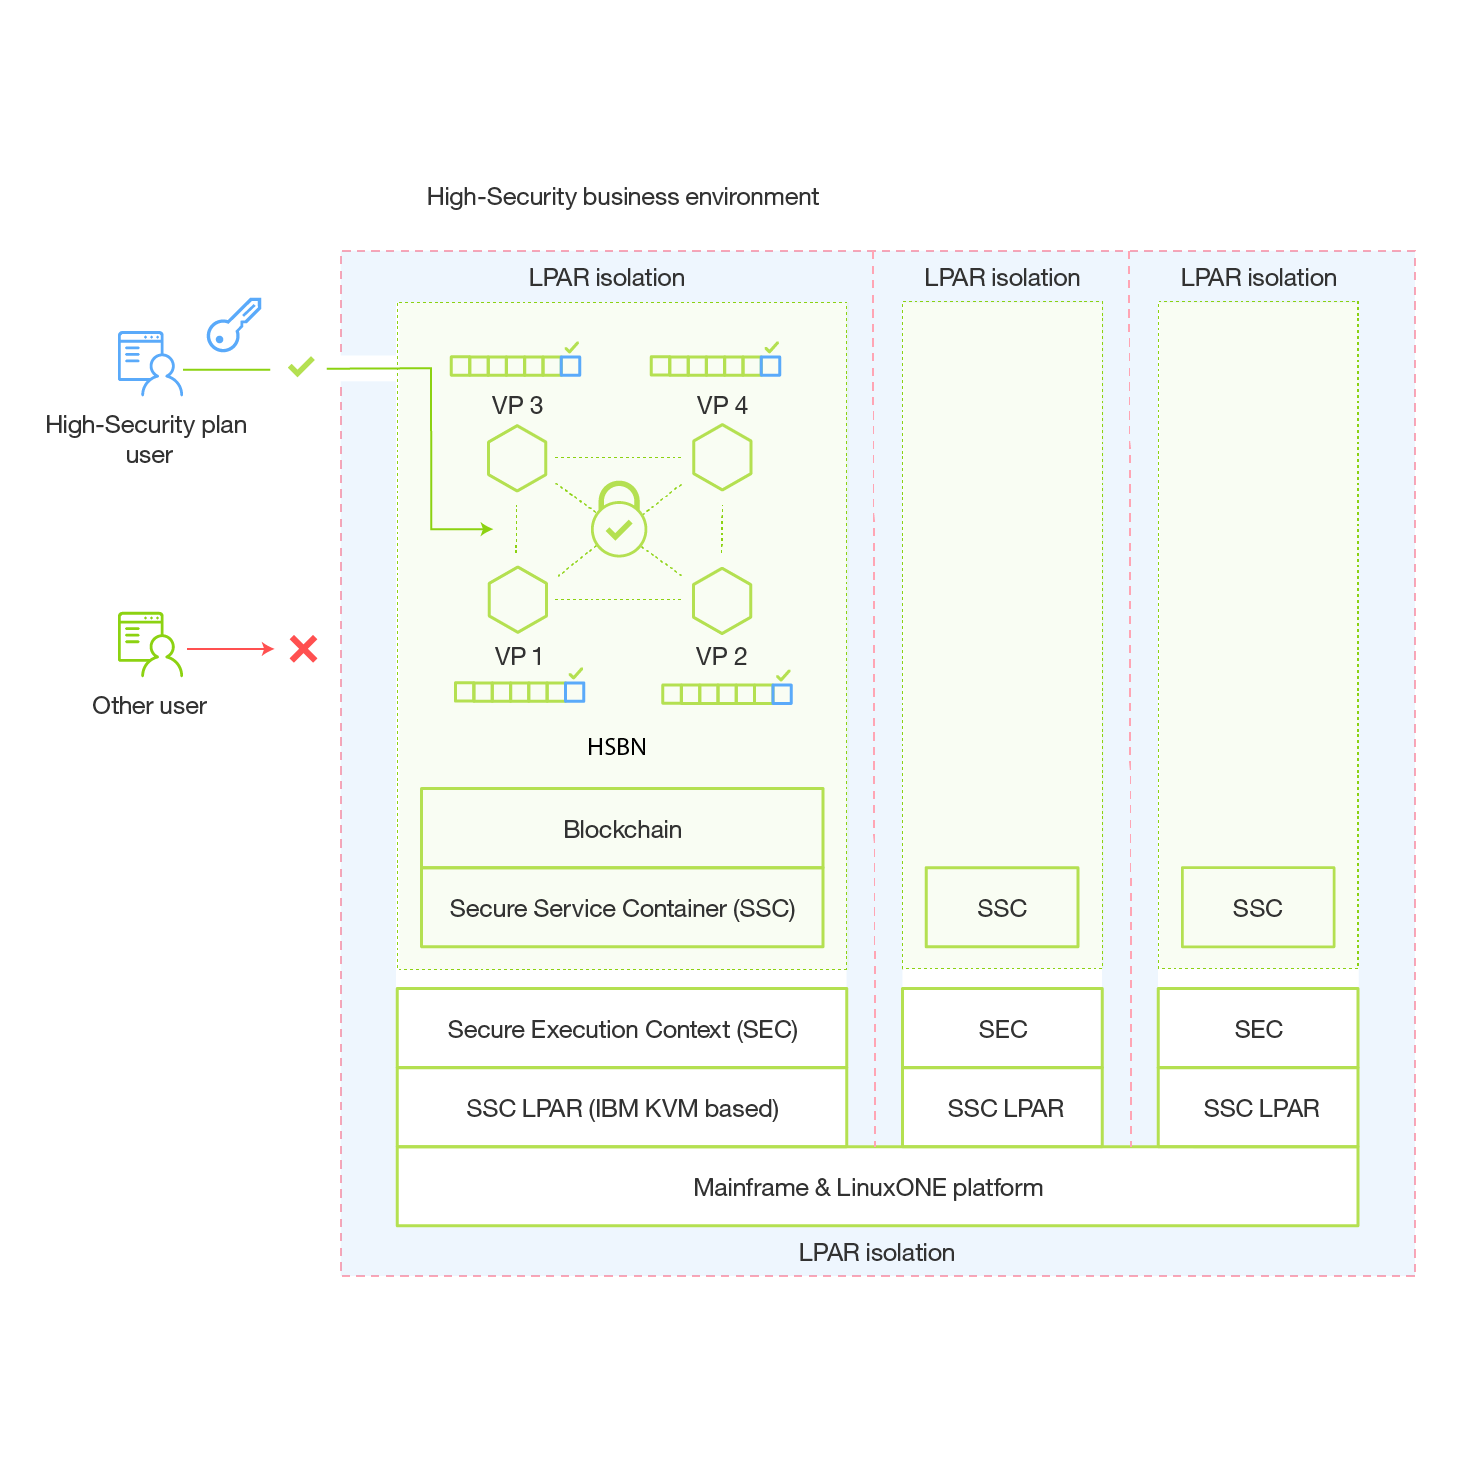 High-Security business environment
LPAR isolation
LPAR isolation
LPAR isolation
High-Security plan
user
VP 3
VP 4
Other user
VP 1
VP 2
HSBN
Blockchain
Secure Service Container (SSC)
SSC
SSC
Secure Execution Context (SEC)
SEC
SEC
SSC LPAR (IBM KVM based)
SSC LPAR
SSC LPAR
Mainframe & LinuxONE platform
LPAR isolation